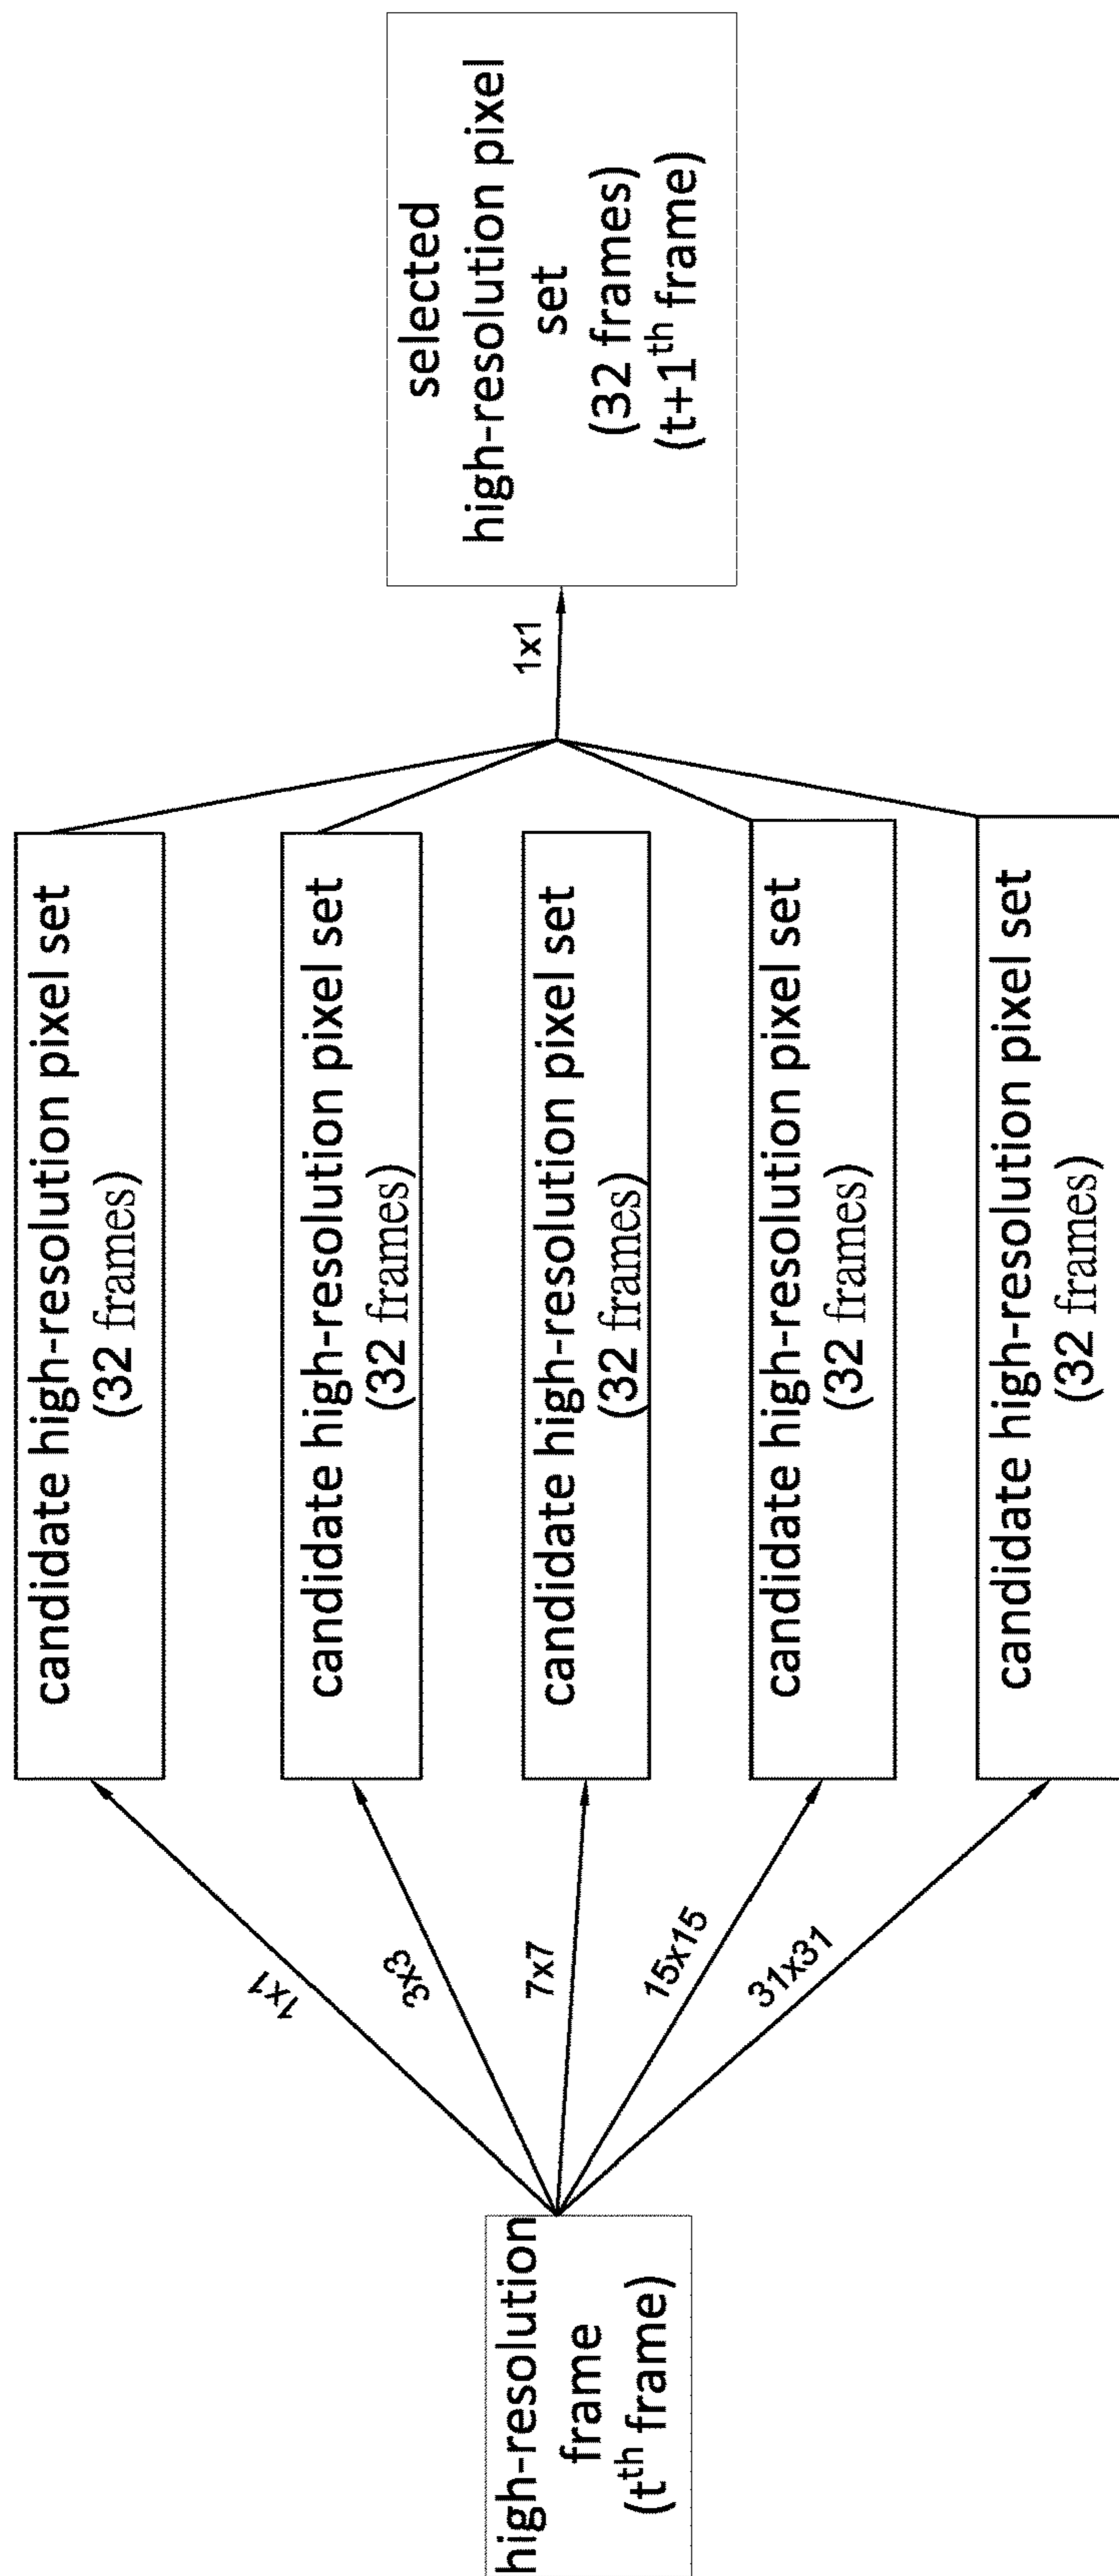 high-resolution
frame
(t^th frame)
1x1
3x3
7x7
15x15
31x31
candidate high-resolution pixel set
(32 frames)
candidate high-resolution pixel set
(32 frames)
candidate high-resolution pixel set
(32 frames)
candidate high-resolution pixel set
(32 frames)
candidate high-resolution pixel set
(32 frames)
1x1
selected
high-resolution pixel
set
(32 frames)
(t+1^th frame)